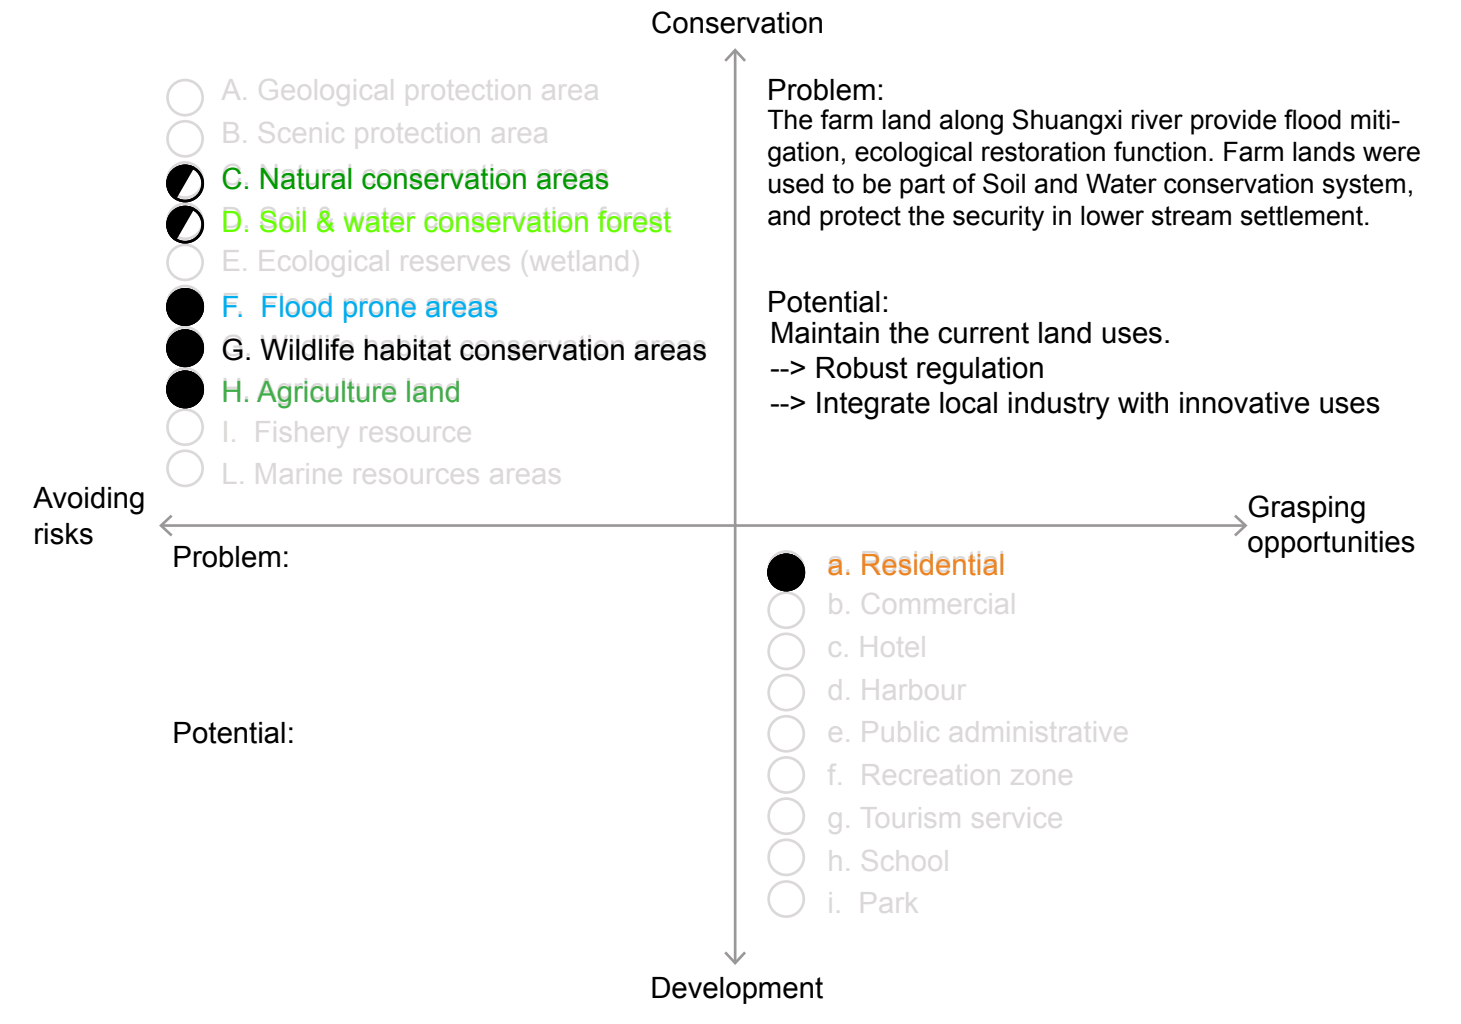 Conservation
A. Geological protection area
B. Scenic protection area
C. Natural conservation areas
D. Soil & water conservation forest
E. Ecological reserves (wetland)
F. Flood prone areas
G. Wildlife habitat conservation areas
H. Agriculture land
I. Fishery resource
L. Marine resources areas
Problem:
The farm land along Shuangxi river provide flood miti-
gation, ecological restoration function. Farm lands were
used to be part of Soil and Water conservation system,
and protect the security in lower stream settlement.
Potential:
Maintain the current land uses.
--> Robust regulation
--> Integrate local industry with innovative uses
Avoiding
risks
Grasping
opportunities
Problem:
Potential:
a. Residential
b. Commercial
c. Hotel
d. Harbour
e. Public administrative
f. Recreation zone
g. Tourism service
h. School
i. Park
Development